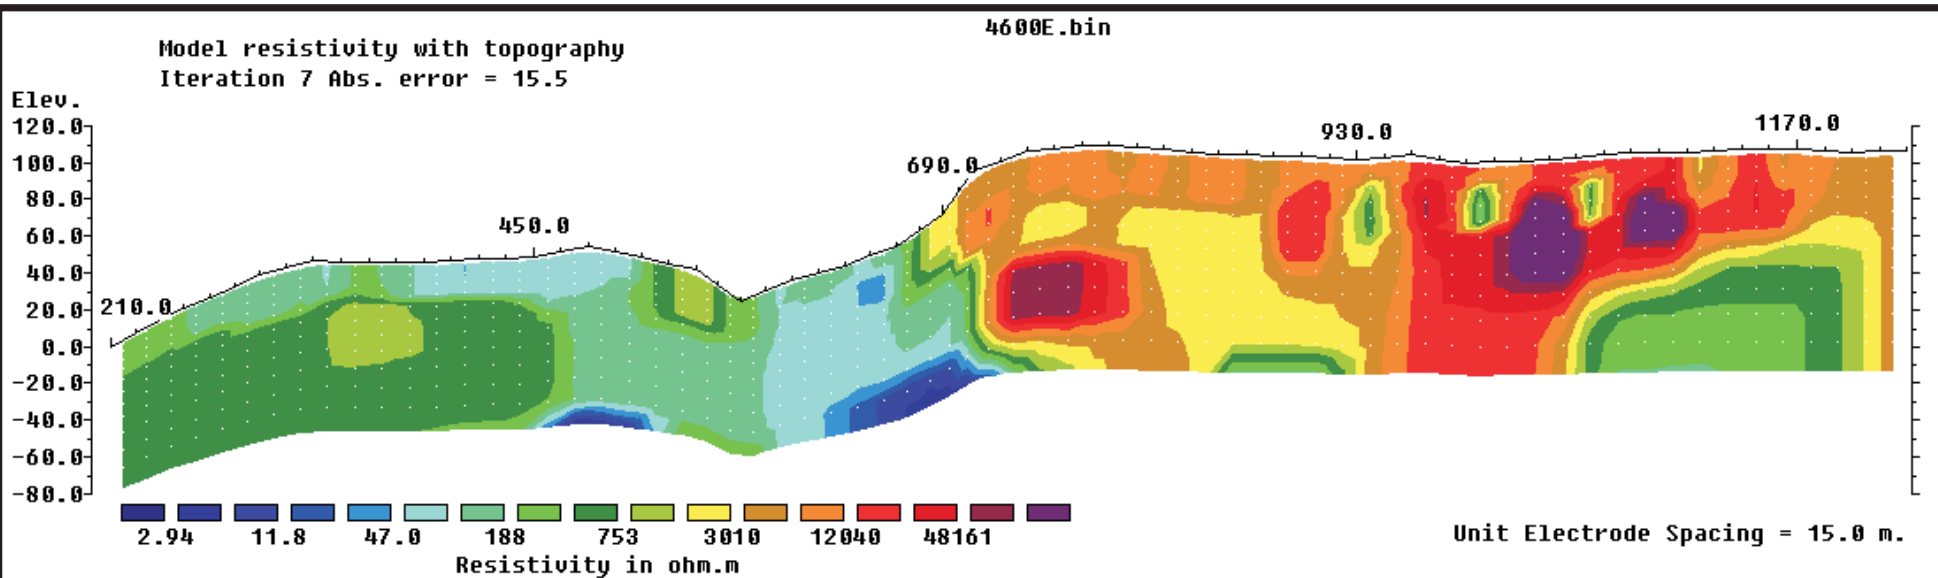 4600E.bin
Model resistivity with topography
Iteration 7 Abs. error = 15.5
Elev.
120.0
100.0
80.0
60.0
40.0
20.0
0.0
-20.0
-40.0
-60.0
-80.0
210.0
450.0
690.0
930.0
1170.0
2.94 11.8 47.0 188 753 3010 12040 48161
Resistivity in ohm.m
Unit Electrode Spacing = 15.0 m.